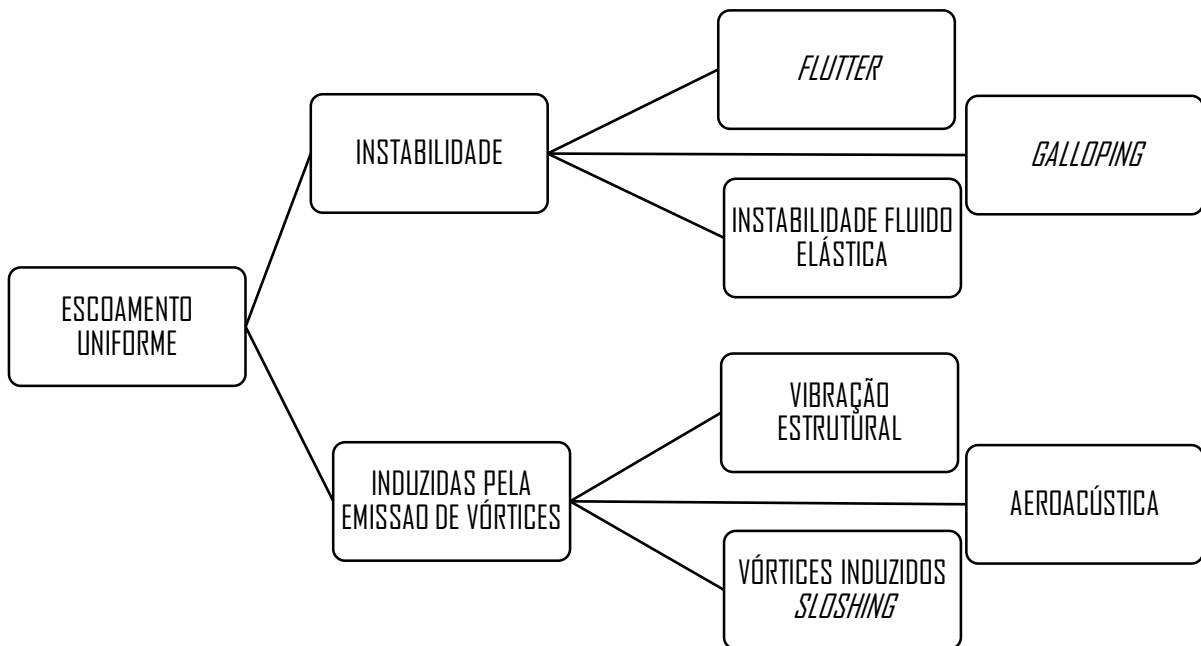 FLUTTER
INSTABILIDADE
GALLOPING
INSTABILIDADE FLUIDO
ELÁSTICA
ESCOAMENTO
UNIFORME
VIBRAÇÃO
ESTRUTURAL
INDUZIDAS PELA
EMISSAO DE VÓRTICES
AEROACÚSTICA
VÓRTICES INDUZIDOS
SLOSHING